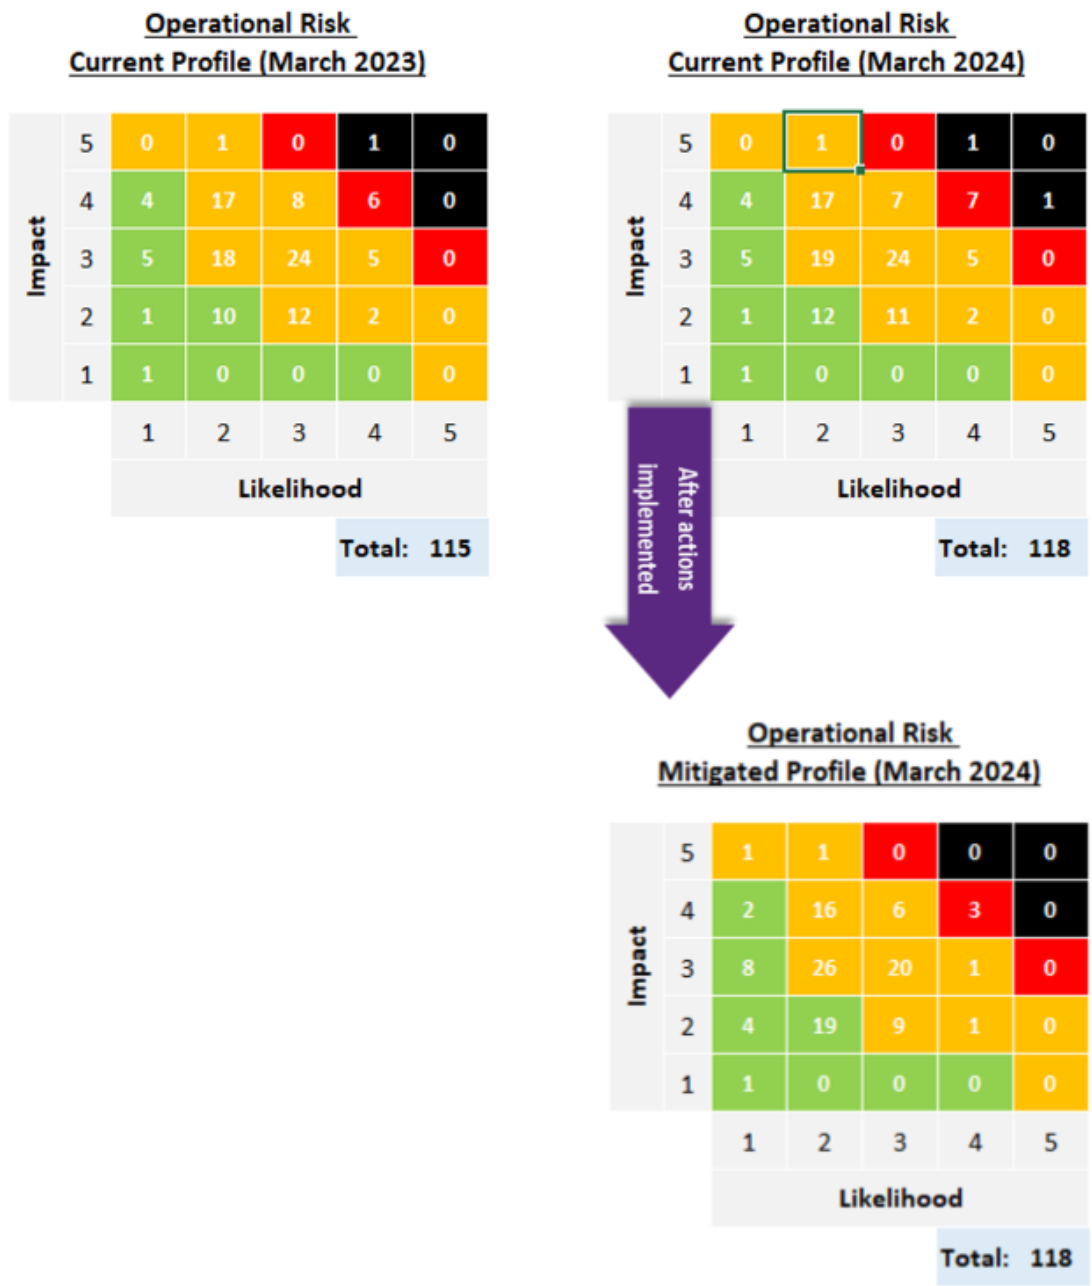 Operational Risk
Current Profile (March 2023)
Impact
5 0 1 0 1 0
4 4 17 8 6 0
3 5 18 24 5 0
2 1 10 12 2 0
1 1 0 0 0 0
1 2 3 4 5
Likelihood
Total: 115
Operational Risk
Current Profile (March 2024)
Impact
5 0 1 0 1 0
4 4 17 7 7 1
3 5 19 24 5 0
2 1 12 11 2 0
1 1 0 0 0 0
1 2 3 4 5
Likelihood
Total: 118
After actions
implemented
Operational Risk
Mitigated Profile (March 2024)
Impact
5 1 1 0 0 0
4 2 16 6 3 0
3 8 26 20 1 0
2 4 19 9 1 0
1 1 0 0 0 0
1 2 3 4 5
Likelihood
Total: 118